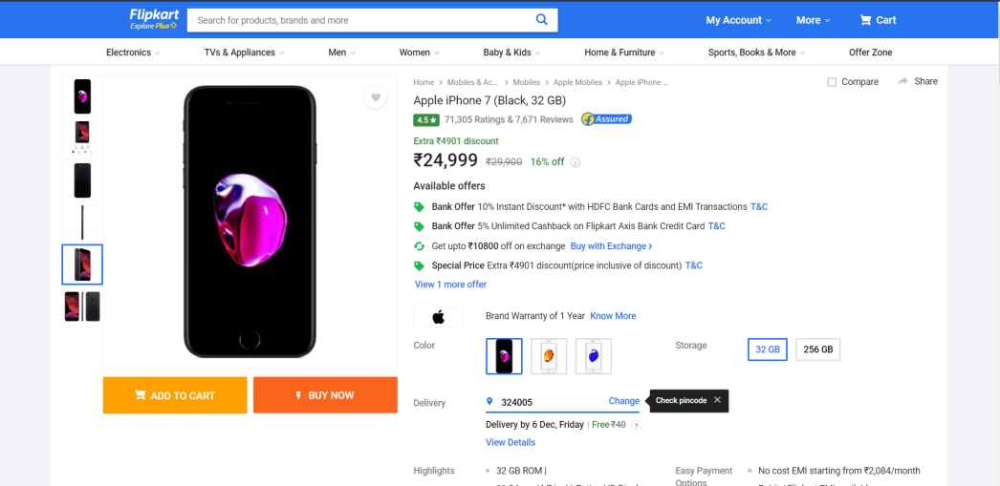 Flipkart
Explore Plus
Search for products, brands and more
My Account
More
Cart
Electronics
TVs & Appliances
Men
Women
Baby & Kids
Home & Furniture
Sports, Books & More
Offer Zone
Home > Mobiles & Ac... > Mobiles > Apple Mobiles > Apple iPhone ...
Compare
Share
Apple iPhone 7 (Black, 32 GB)
4.5 ★ 71,305 Ratings & 7,671 Reviews Assured
Extra ₹4901 discount
₹24,999 ₹29,900 16% off
Available offers
Bank Offer 10% Instant Discount* with HDFC Bank Cards and EMI Transactions T&C
Bank Offer 5% Unlimited Cashback on Flipkart Axis Bank Credit Card T&C
Get upto ₹10800 off on exchange Buy with Exchange >
Special Price Extra ₹4901 discount(price inclusive of discount) T&C
View 1 more offer
Brand Warranty of 1 Year Know More
Color
Storage
32 GB
256 GB
ADD TO CART
BUY NOW
Delivery
324005
Change
Check pincode
Delivery by 6 Dec, Friday | Free ₹40 ?
View Details
Highlights
32 GB ROM |
Easy Payment
Options
No cost EMI starting from ₹2,084/month